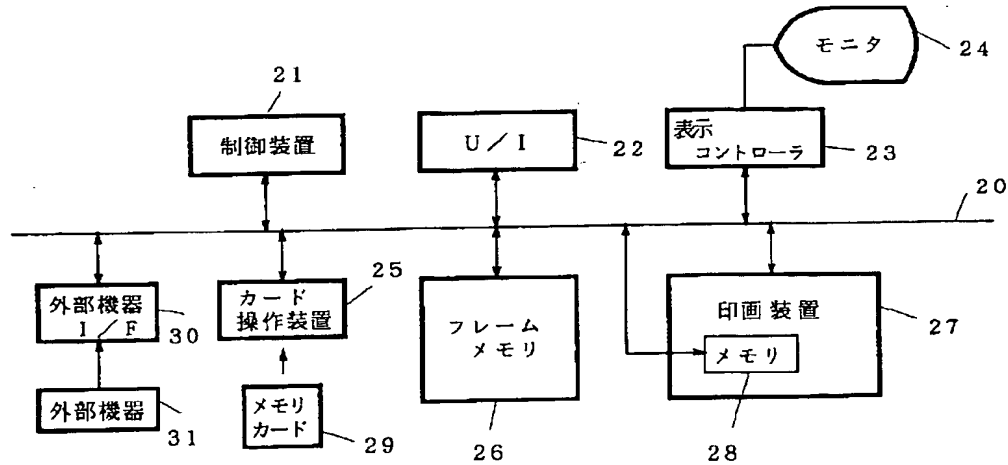 モニタ
24
21
制御装置
U／I
22
表示
コントローラ
23
20
外部機器
I F
30
カード
操作装置
25
フレーム
メモリ
26
印画装置
メモリ
27
28
外部機器
31
メモリ
カード
29